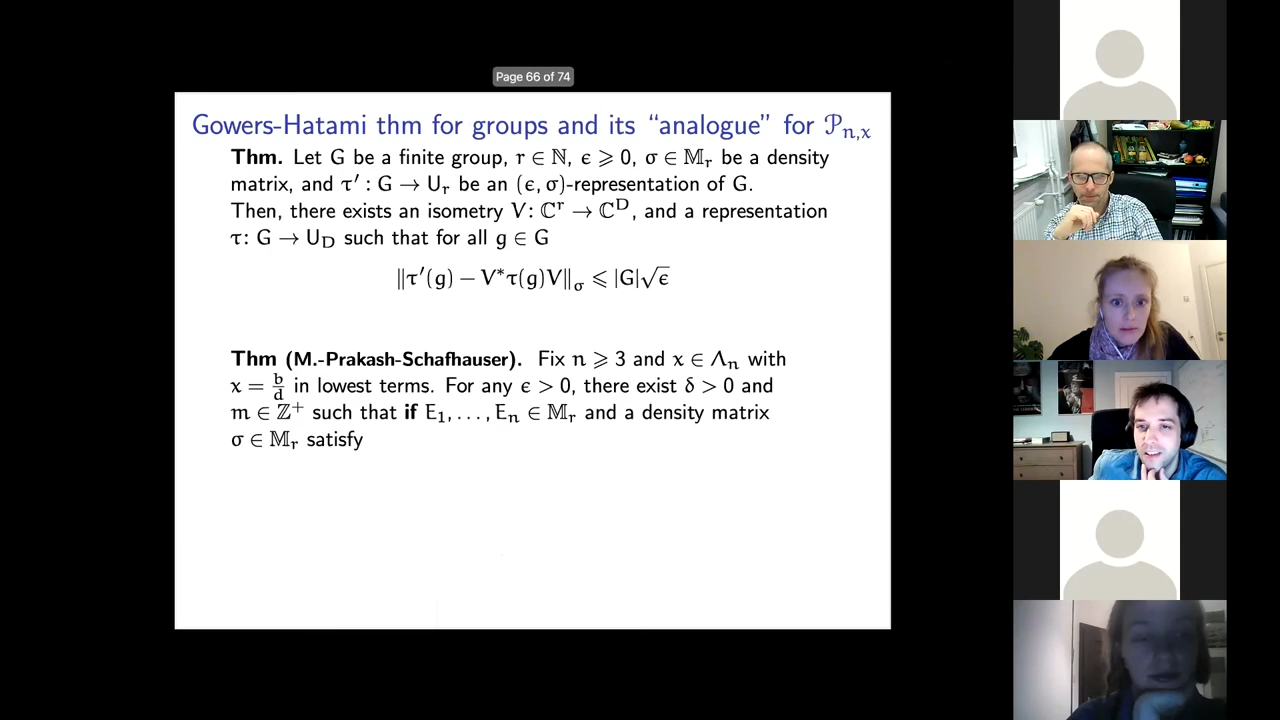 Page 66 of 74
Gowers-Hatami thm for groups and its “analogue” for 𝒫ₙ,ₓ
Thm. Let G be a finite group, r ∈ ℕ, ϵ ⩾ 0, σ ∈ 𝕄ᵣ be a density
matrix, and τ′ : G → Uᵣ be an (ϵ, σ)-representation of G.
Then, there exists an isometry V: ℂʳ → ℂᴰ, and a representation
τ: G → U_D such that for all g ∈ G
‖τ′(g) − V*τ(g)V‖_σ ⩽ |G|√ϵ
Thm (M.-Prakash-Schafhauser). Fix n ⩾ 3 and x ∈ Λₙ with
x = b/d in lowest terms. For any ϵ > 0, there exist δ > 0 and
m ∈ ℤ⁺ such that if E₁, . . . , Eₙ ∈ 𝕄ᵣ and a density matrix
σ ∈ 𝕄ᵣ satisfy